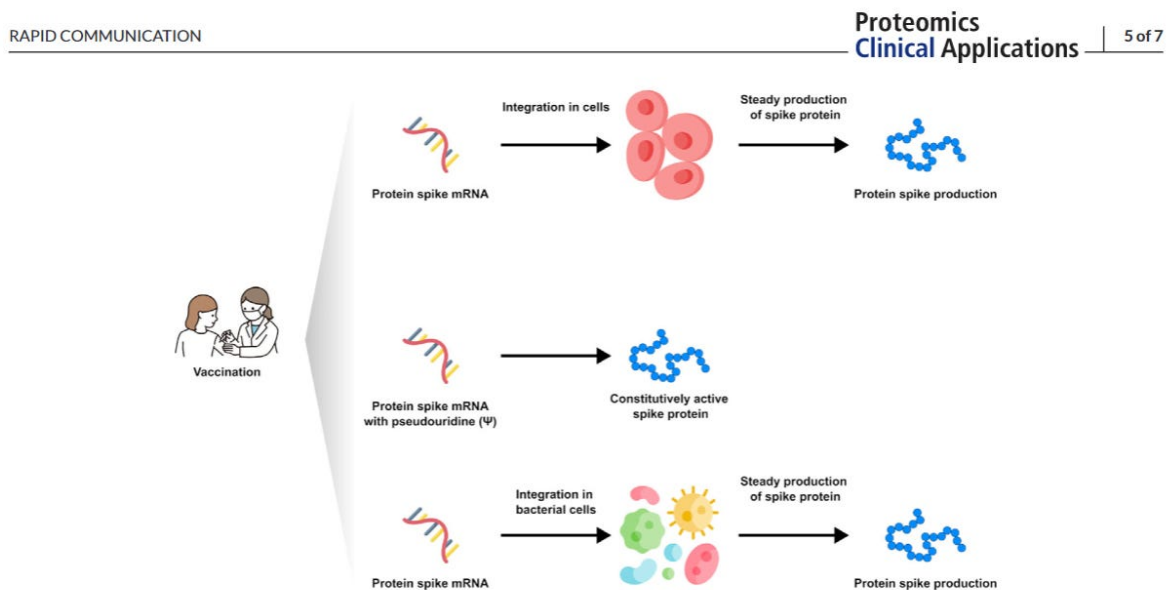 RAPID COMMUNICATION
Proteomics
Clinical Applications
5 of 7
Integration in cells
Steady production
of spike protein
Protein spike mRNA
Protein spike production
Vaccination
Protein spike mRNA
with pseudouridine (Ψ)
Constitutively active
spike protein
Integration in
bacterial cells
Steady production
of spike protein
Protein spike mRNA
Protein spike production